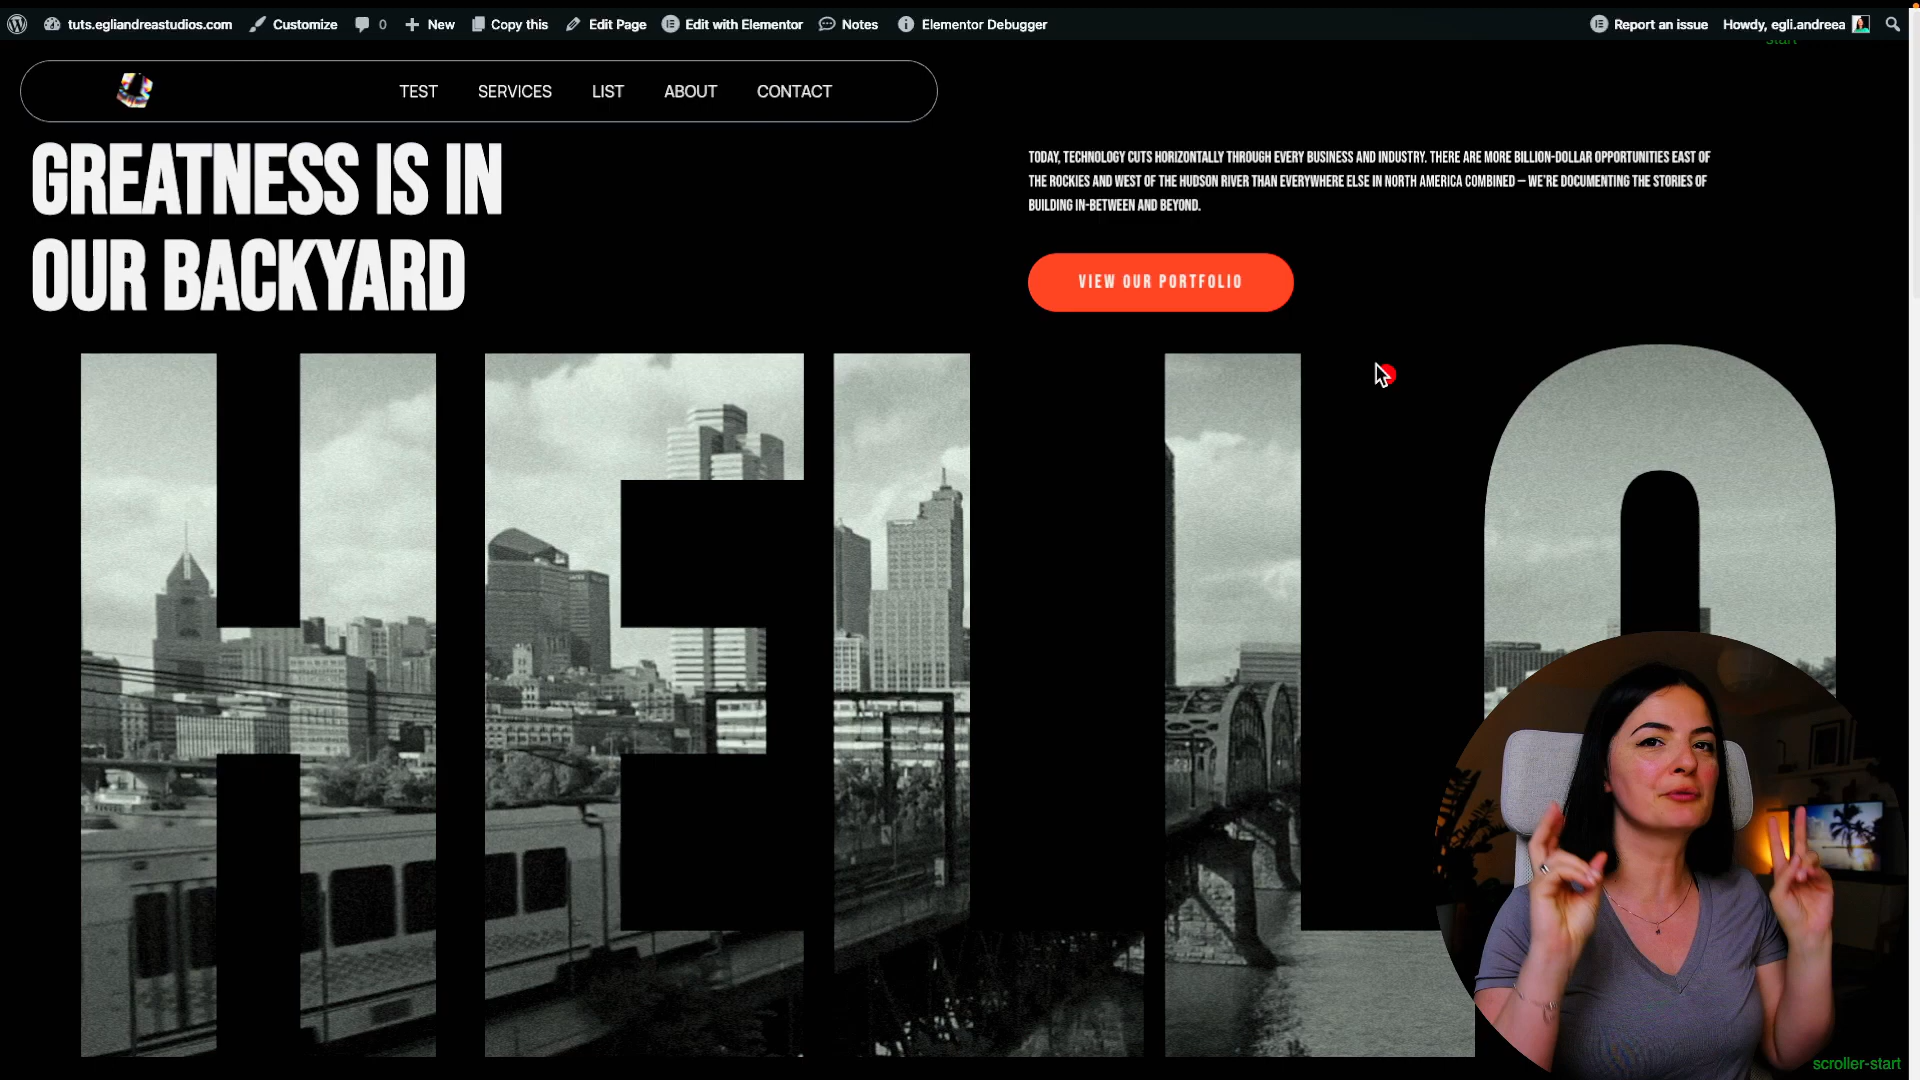 tuts.egliandreastudios.com Customize 0 New Copy this Edit Page Edit with Elementor Notes Elementor Debugger Report an issue Howdy, egli.andreea
start
TEST SERVICES LIST ABOUT CONTACT
GREATNESS IS IN
OUR BACKYARD
TODAY, TECHNOLOGY CUTS HORIZONTALLY THROUGH EVERY BUSINESS AND INDUSTRY. THERE ARE MORE BILLION-DOLLAR OPPORTUNITIES EAST OF
THE ROCKIES AND WEST OF THE HUDSON RIVER THAN EVERYWHERE ELSE IN NORTH AMERICA COMBINED — WE'RE DOCUMENTING THE STORIES OF
BUILDING IN-BETWEEN AND BEYOND.
VIEW OUR PORTFOLIO
HELLO
scroller-start